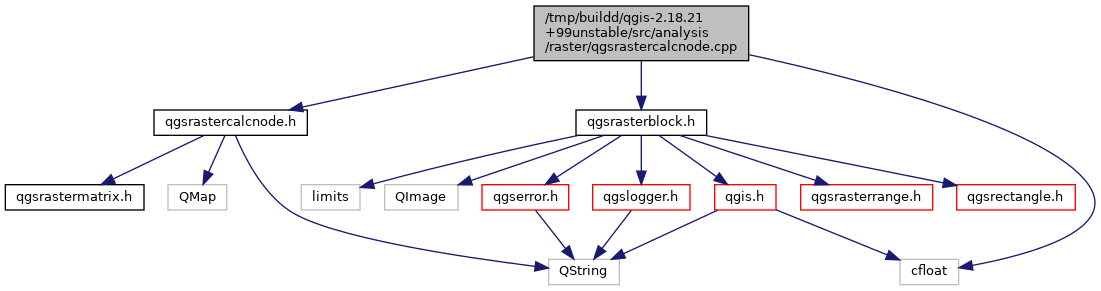 /tmp/buildd/qgis-2.18.21
+99unstable/src/analysis
/raster/qgsrastercalcnode.cpp
qgsrastercalcnode.h
qgsrasterblock.h
qgsrastermatrix.h
QMap
limits
QImage
qgserror.h
qgslogger.h
qgis.h
qgsrasterrange.h
qgsrectangle.h
QString
cfloat